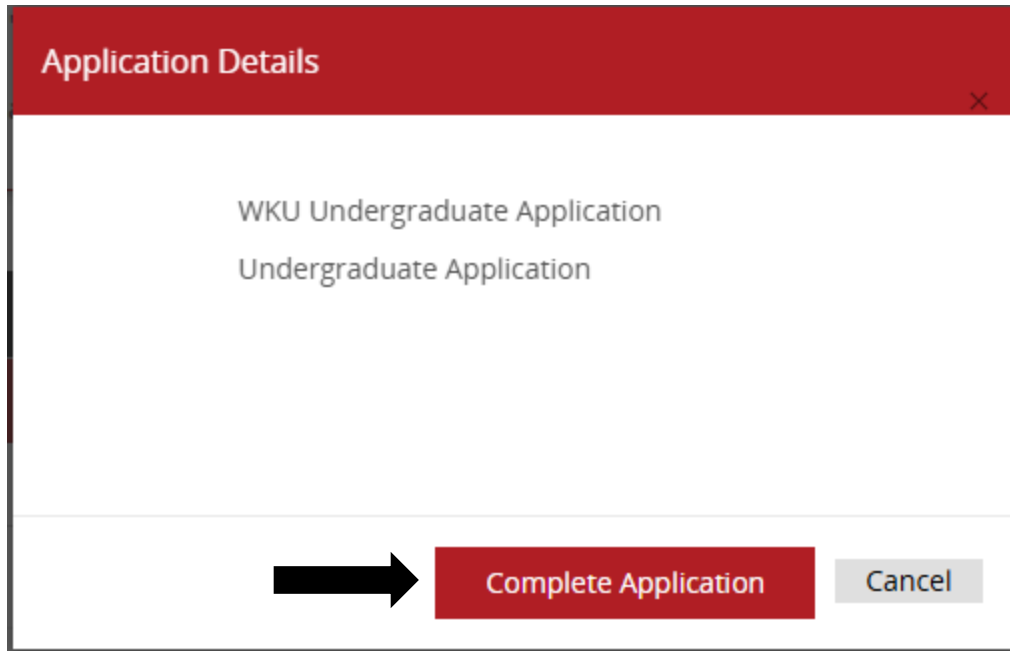 Application Details
WKU Undergraduate Application
Undergraduate Application
Complete Application
Cancel